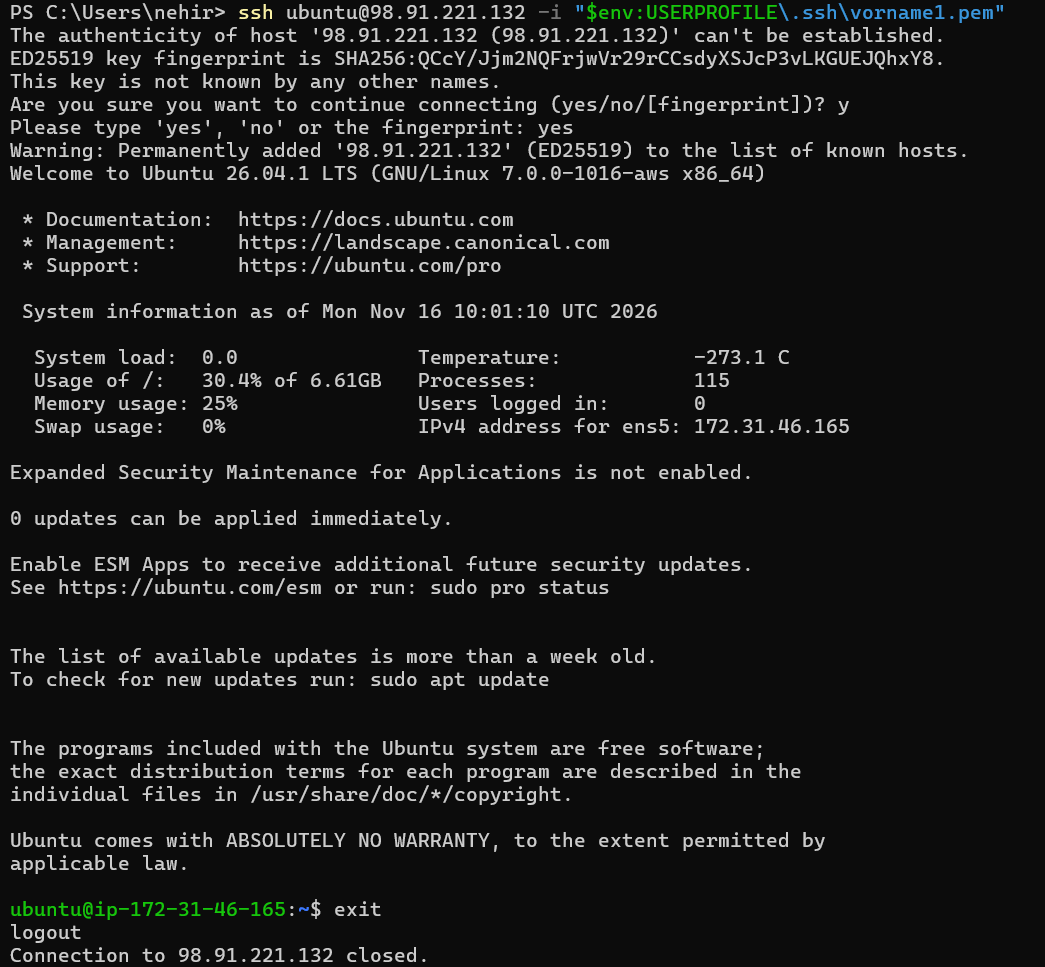 PS C:\Users\nehir> ssh ubuntu@98.91.221.132 -i "$env:USERPROFILE\.ssh\vorname1.pem"
The authenticity of host '98.91.221.132 (98.91.221.132)' can't be established.
ED25519 key fingerprint is SHA256:QCcY/Jjm2NQFrjwVr29rCCsdyXSJcP3vLKGUEJQhxY8.
This key is not known by any other names.
Are you sure you want to continue connecting (yes/no/[fingerprint])? y
Please type 'yes', 'no' or the fingerprint: yes
Warning: Permanently added '98.91.221.132' (ED25519) to the list of known hosts.
Welcome to Ubuntu 26.04.1 LTS (GNU/Linux 7.0.0-1016-aws x86_64)

 * Documentation:  https://docs.ubuntu.com
 * Management:     https://landscape.canonical.com
 * Support:        https://ubuntu.com/pro

 System information as of Mon Nov 16 10:01:10 UTC 2026

  System load:  0.0               Temperature:           -273.1 C
  Usage of /:   30.4% of 6.61GB   Processes:             115
  Memory usage: 25%               Users logged in:       0
  Swap usage:   0%                IPv4 address for ens5: 172.31.46.165

Expanded Security Maintenance for Applications is not enabled.

0 updates can be applied immediately.

Enable ESM Apps to receive additional future security updates.
See https://ubuntu.com/esm or run: sudo pro status


The list of available updates is more than a week old.
To check for new updates run: sudo apt update


The programs included with the Ubuntu system are free software;
the exact distribution terms for each program are described in the
individual files in /usr/share/doc/*/copyright.

Ubuntu comes with ABSOLUTELY NO WARRANTY, to the extent permitted by
applicable law.

ubuntu@ip-172-31-46-165:~$ exit
logout
Connection to 98.91.221.132 closed.